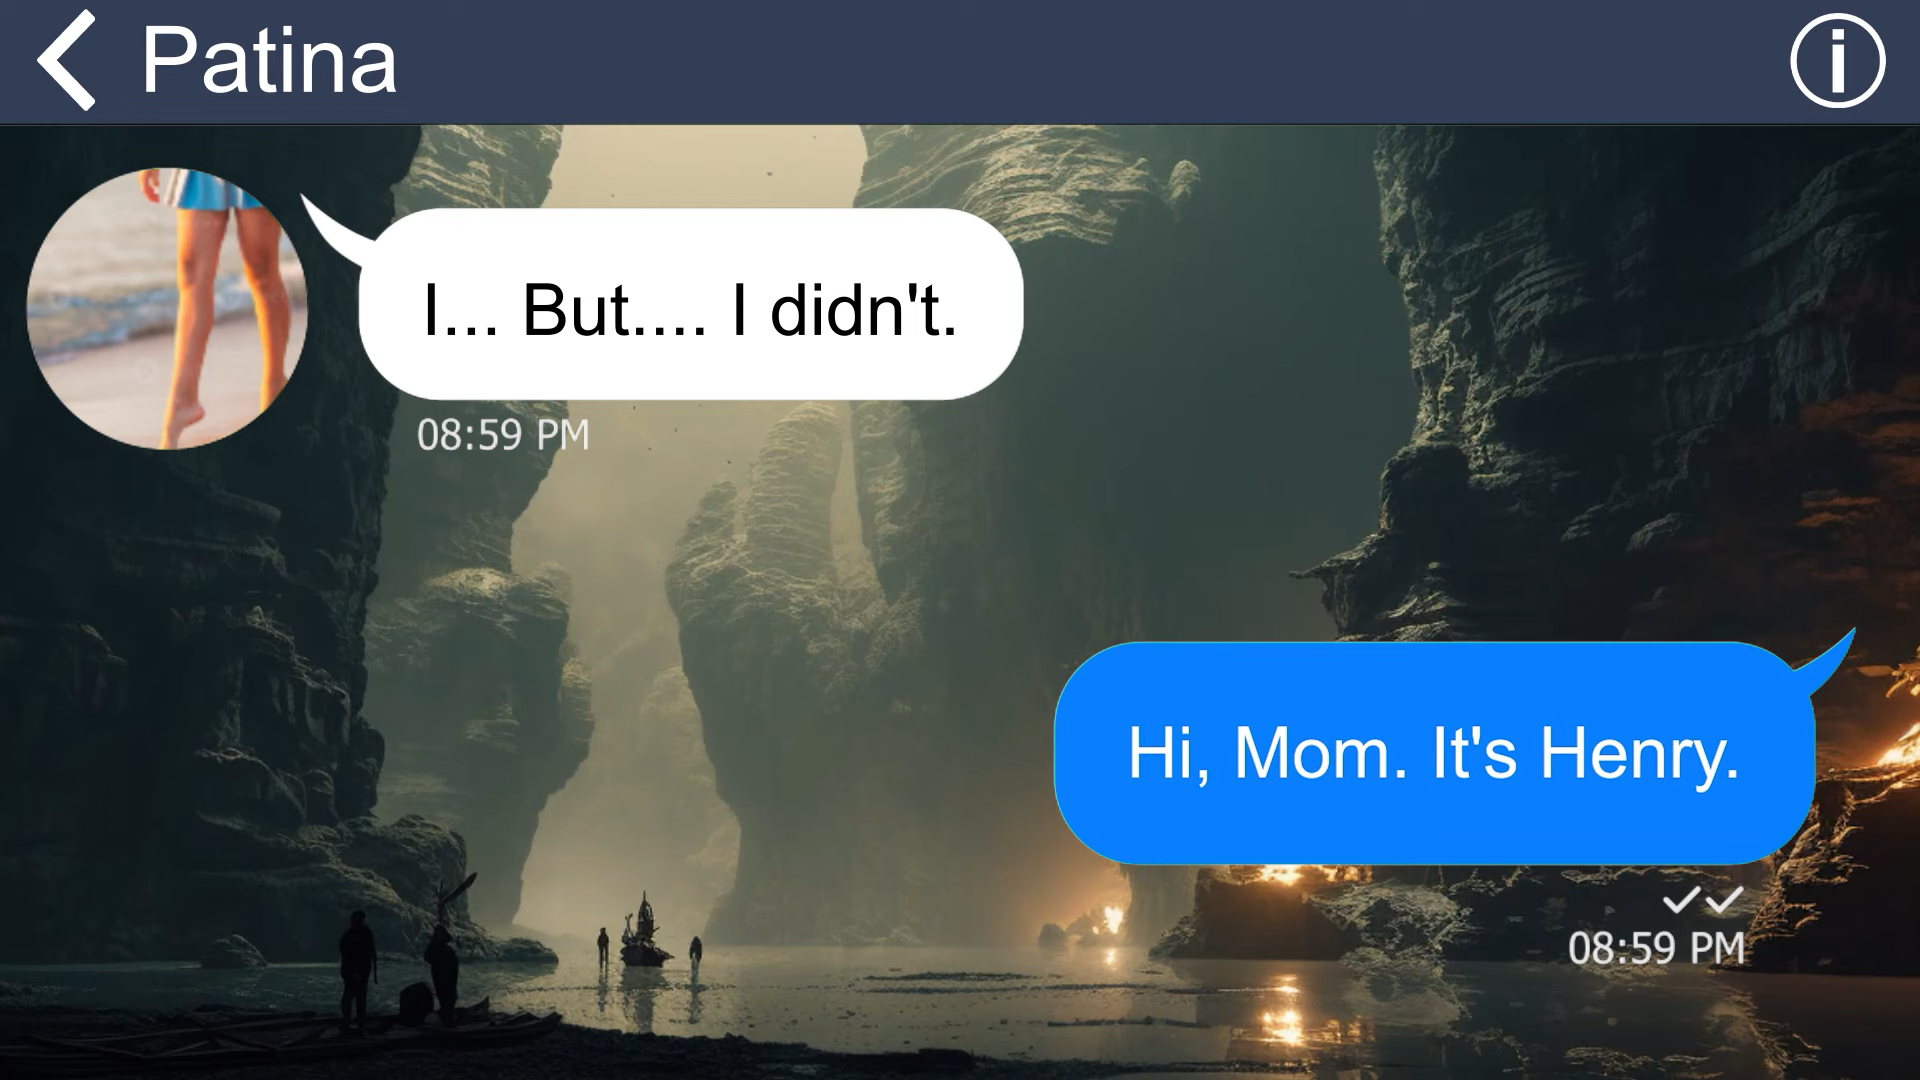 Patina
I... But.... I didn't.
08:59 PM
Hi, Mom. It's Henry.
08:59 PM